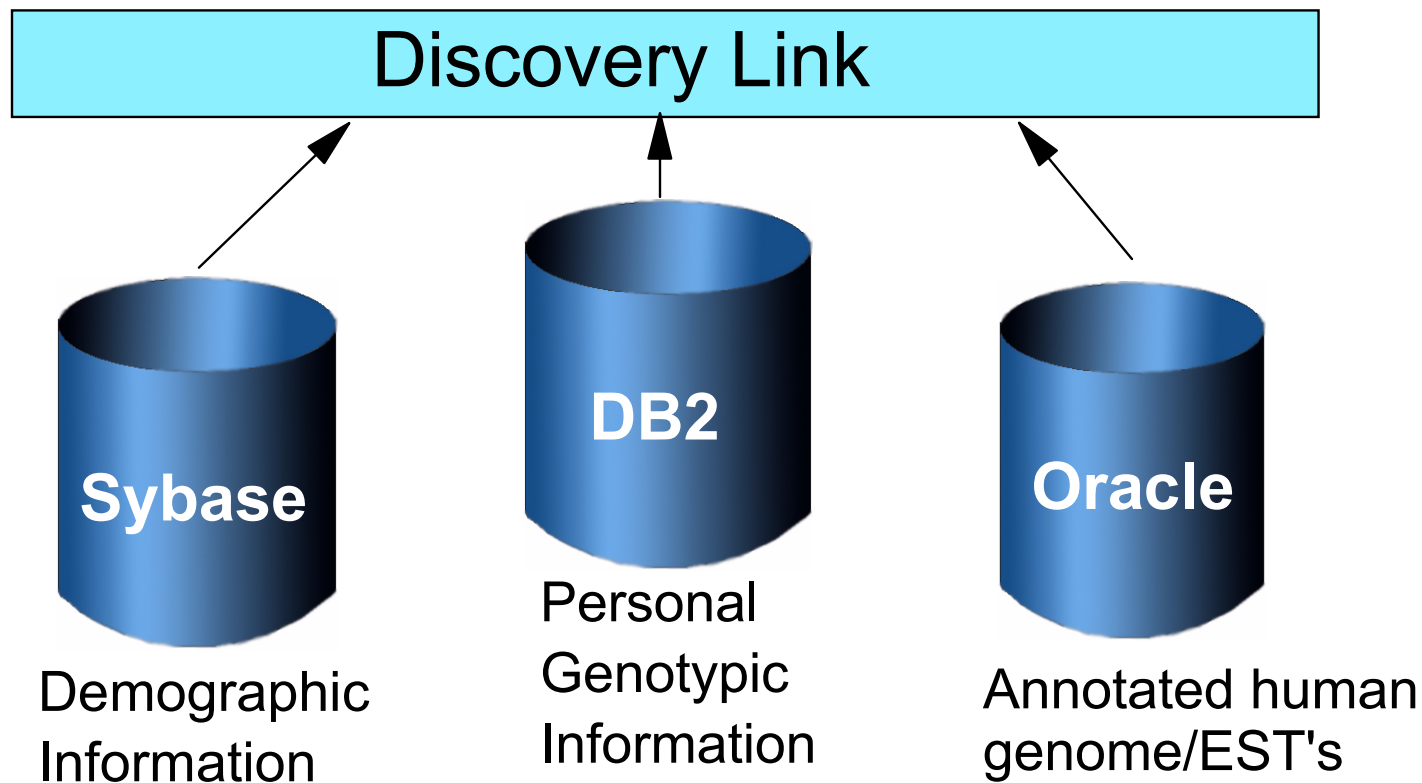 Discovery Link
Sybase
DB2
Oracle
Demographic
Information
Personal
Genotypic
Information
Annotated human
genome/EST's